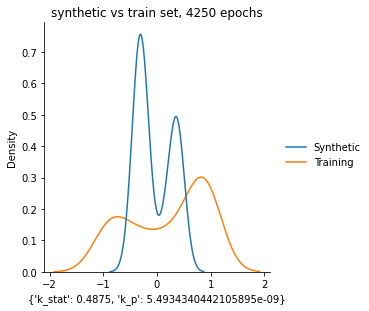 synthetic vs train set, 4250 epochs
0.7
0.6
0.5
0.4
0.3
0.2
0.1
0.0
Density
−2
−1
0
1
2
{'k_stat': 0.4875, 'k_p': 5.4934340442105895e-09}
Synthetic
Training